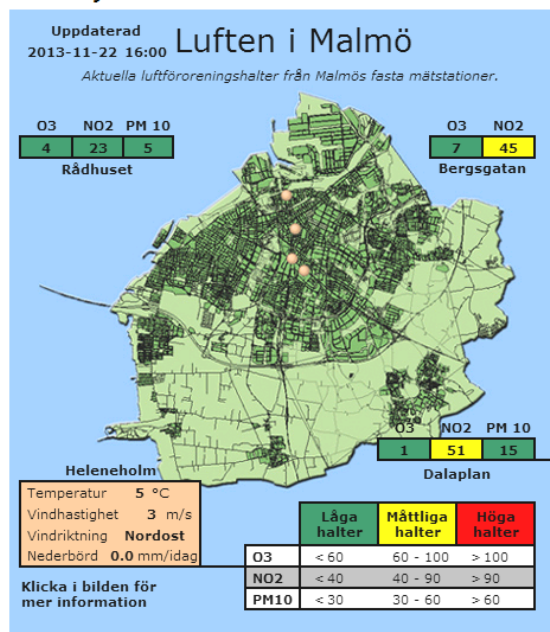 Uppdaterad
2013-11-22 16:00
Luften i Malmö
Aktuella luftföroreningshalter från Malmös fasta mätstationer.
O3 NO2 PM 10
4 23 5
Rådhuset
O3 NO2
7 45
Bergsgatan
O3 NO2 PM 10
1 51 15
Dalaplan
Heleneholm
Temperatur 5 °C
Vindhastighet 3 m/s
Vindriktning Nordost
Nederbörd 0.0 mm/idag
Klicka i bilden för
mer information
Låga halter Måttliga halter Höga halter
O3 < 60 60 - 100 > 100
NO2 < 40 40 - 90 > 90
PM10 < 30 30 - 60 > 60